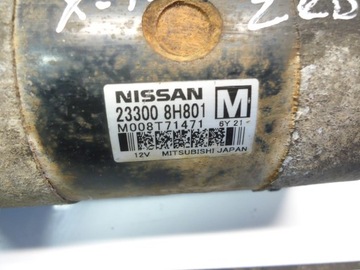 NISSAN
23300 8H801 M
M008T71471 6Y 21
12V MITSUBISHI JAPAN